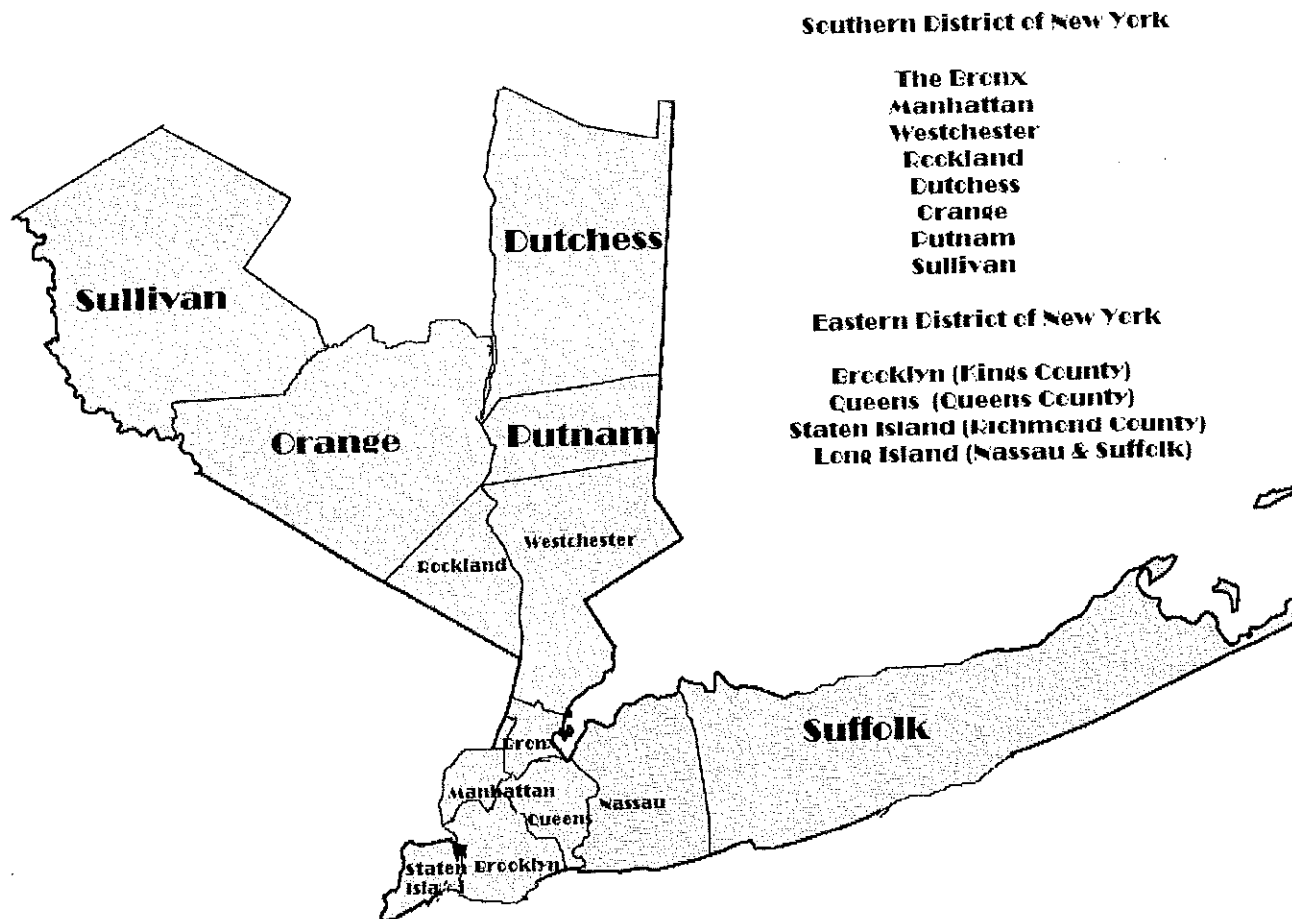 Southern District of New York
The Bronx
Manhattan
Westchester
Rockland
Dutchess
Orange
Putnam
Sullivan
Eastern District of New York
Brooklyn (Kings County)
Queens (Queens County)
Staten Island (Richmond County)
Long Island (Nassau & Suffolk)
Dutchess
Sullivan
Orange
Putnam
Westchester
Rockland
Suffolk
Bronx
Manhattan
Nassau
Queens
Staten
Island
Brooklyn